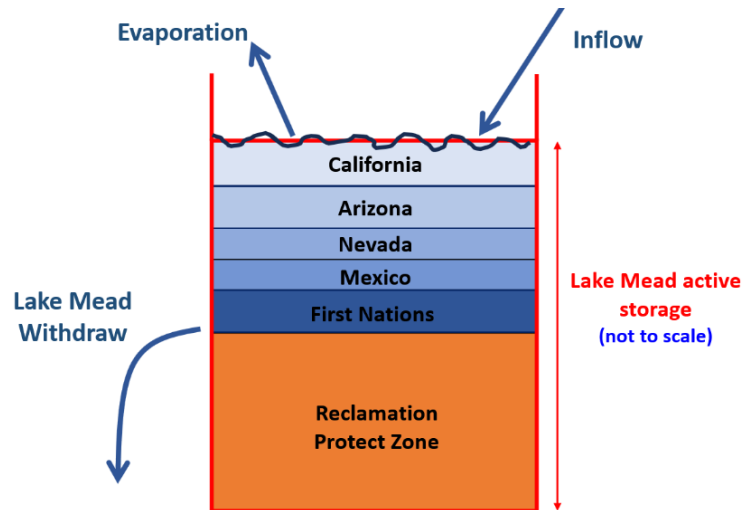 Evaporation
Inflow
California
Arizona
Nevada
Mexico
First Nations
Lake Mead
Withdraw
Lake Mead active
storage
(not to scale)
Reclamation
Protect Zone